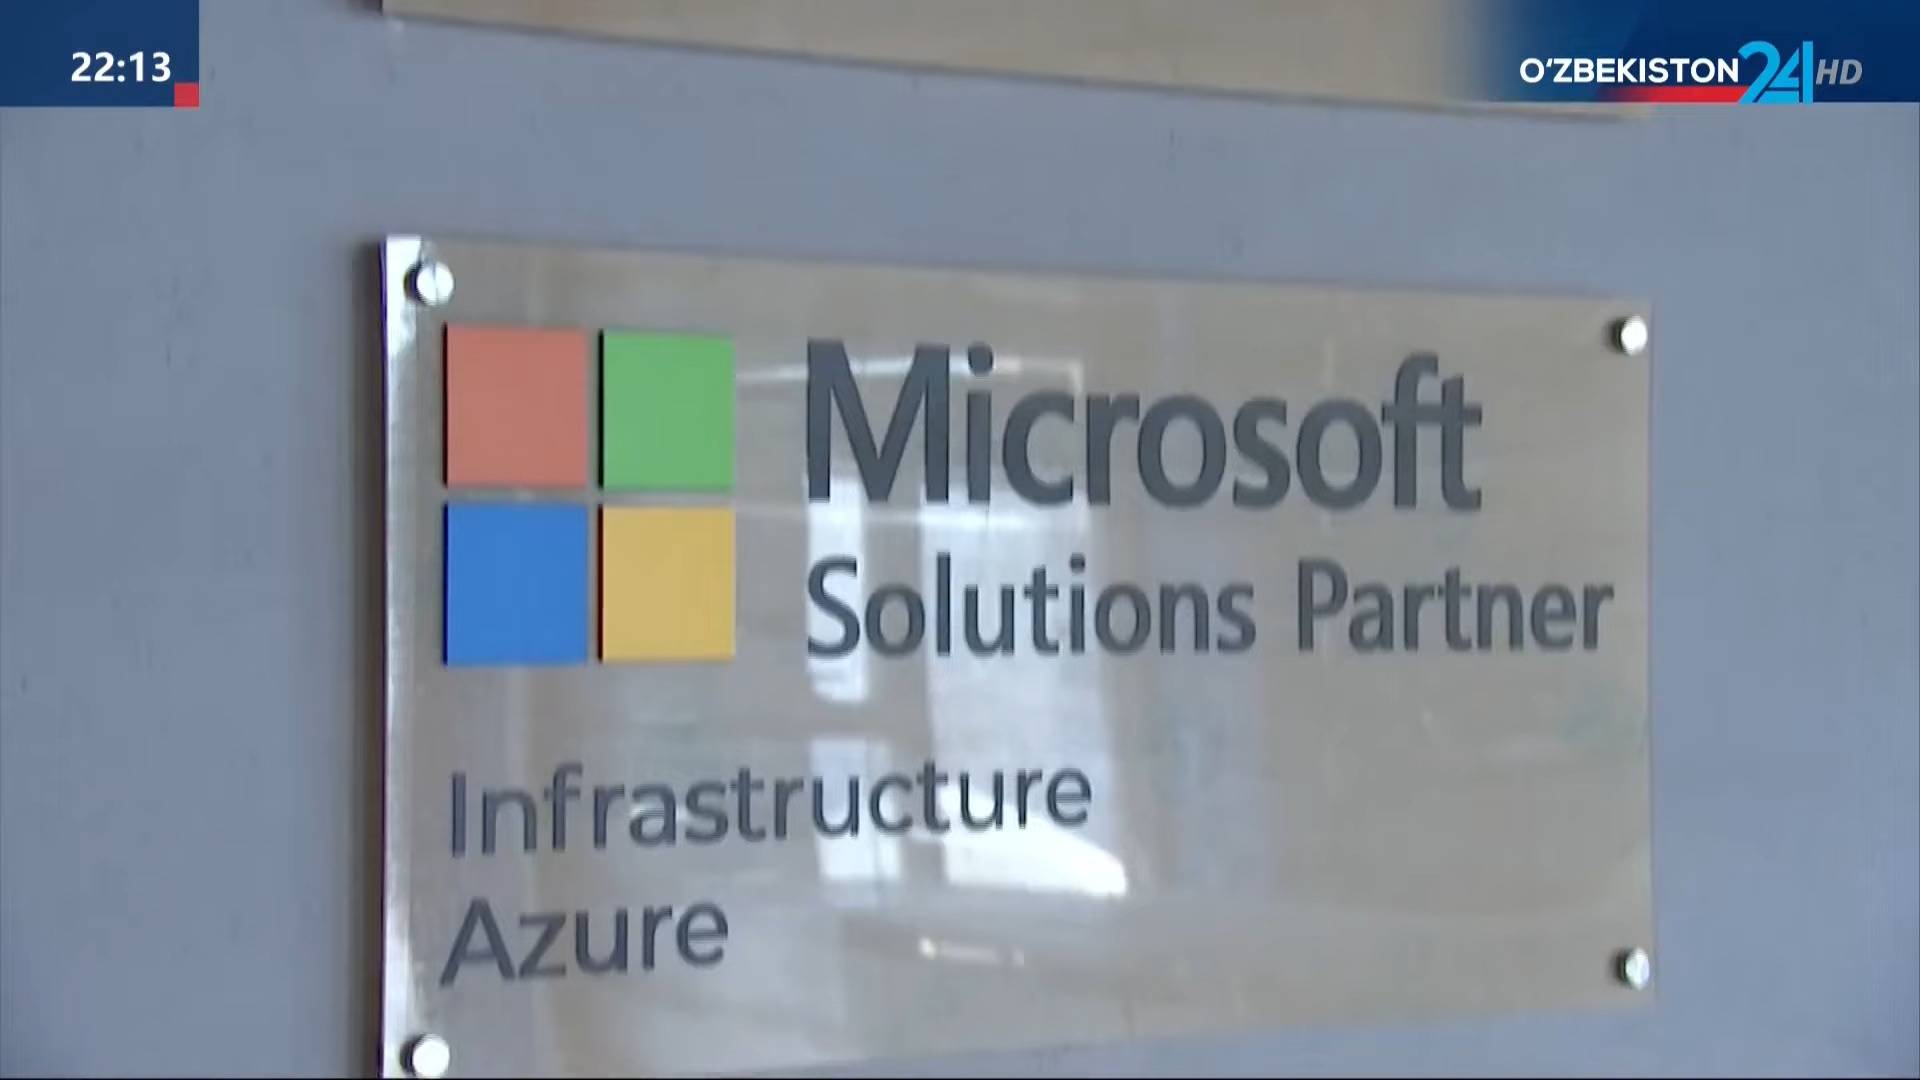 22:13
O‘ZBEKISTON 24 HD
Microsoft
Solutions Partner
Infrastructure
Azure